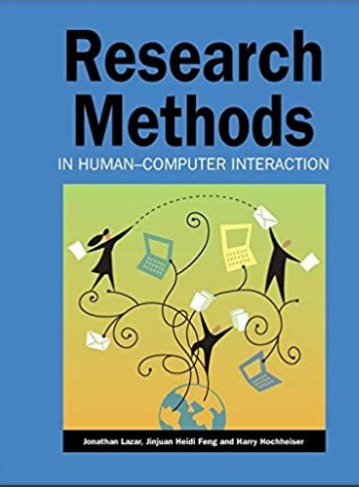 Research
Methods
IN HUMAN–COMPUTER INTERACTION
Jonathan Lazar, Jinjuan Heidi Feng and Harry Hochheiser